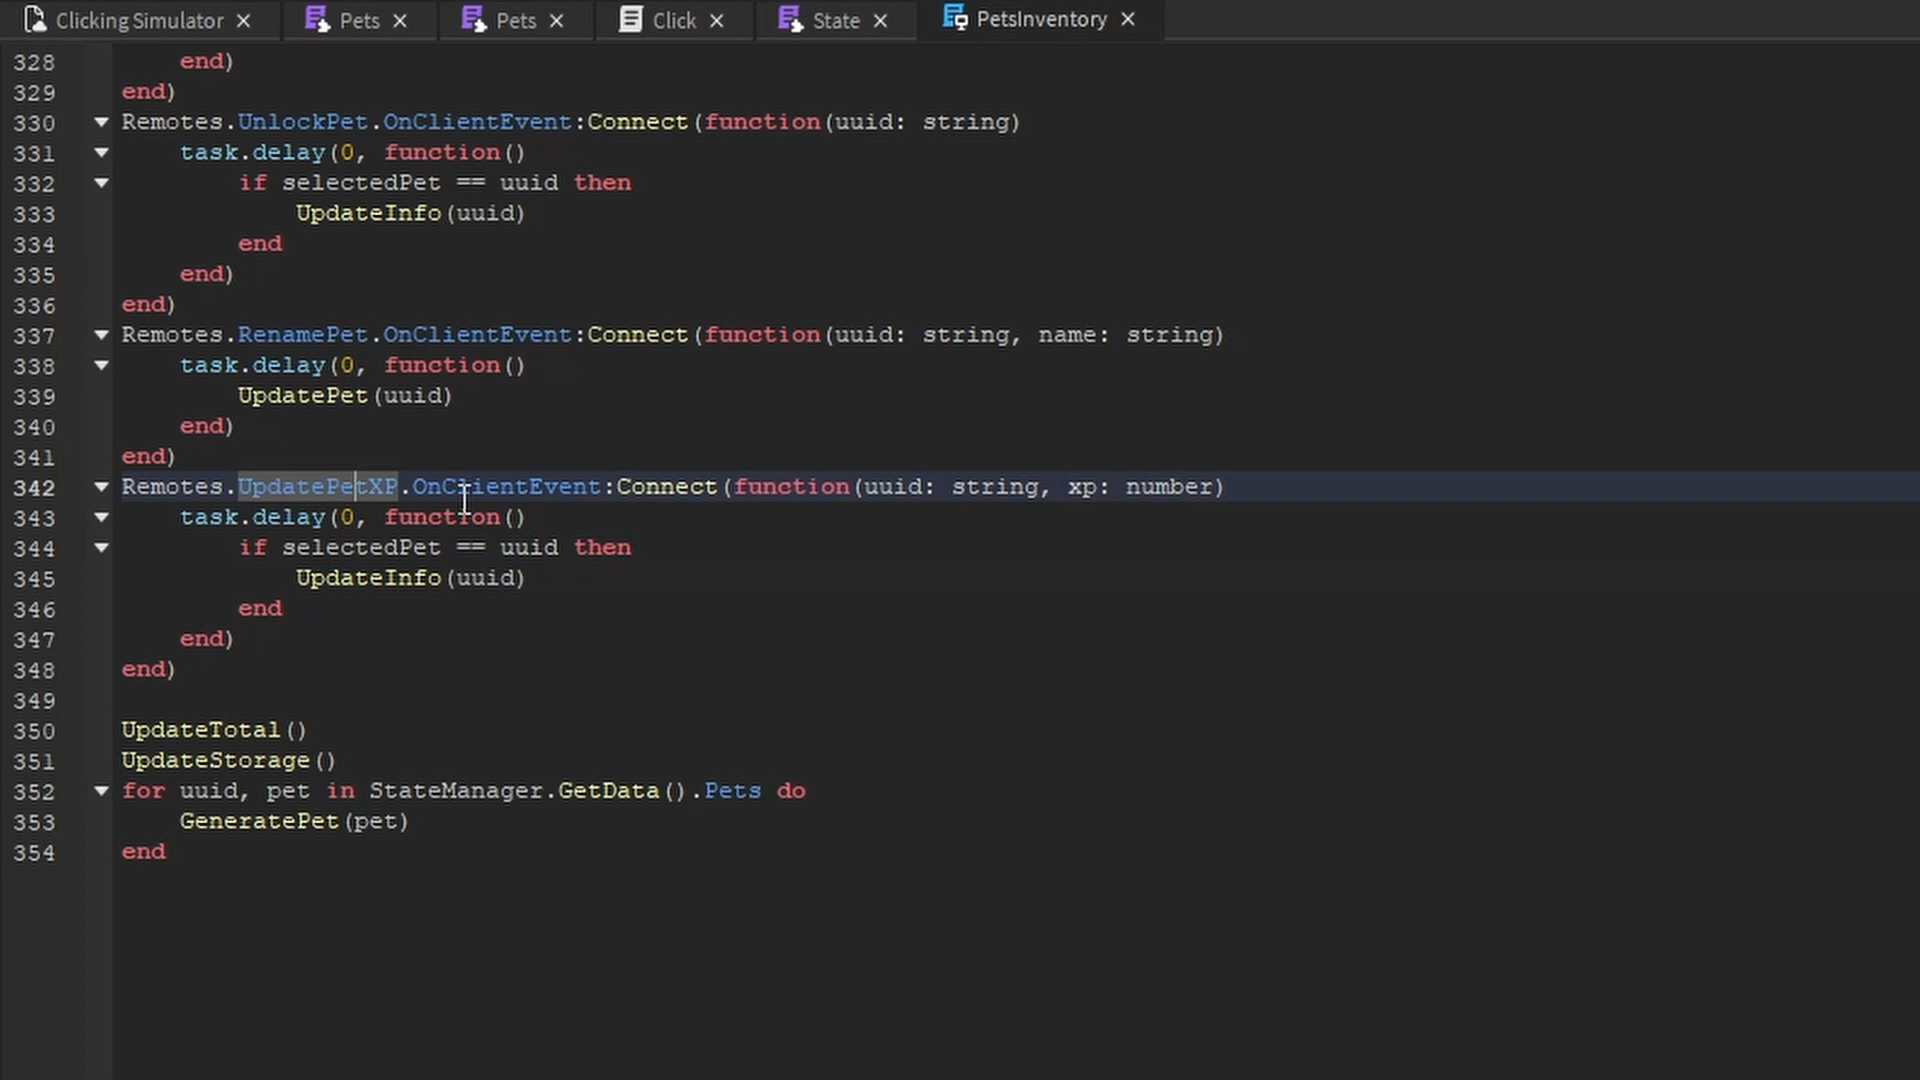 Clicking Simulator Pets Pets Click State PetsInventory
328 end)
329 end)
330 Remotes.UnlockPet.OnClientEvent:Connect(function(uuid: string)
331 task.delay(0, function()
332 if selectedPet == uuid then
333 UpdateInfo(uuid)
334 end
335 end)
336 end)
337 Remotes.RenamePet.OnClientEvent:Connect(function(uuid: string, name: string)
338 task.delay(0, function()
339 UpdatePet(uuid)
340 end)
341 end)
342 Remotes.UpdatePetXP.OnClientEvent:Connect(function(uuid: string, xp: number)
343 task.delay(0, function()
344 if selectedPet == uuid then
345 UpdateInfo(uuid)
346 end
347 end)
348 end)
349
350 UpdateTotal()
351 UpdateStorage()
352 for uuid, pet in StateManager.GetData().Pets do
353 GeneratePet(pet)
354 end